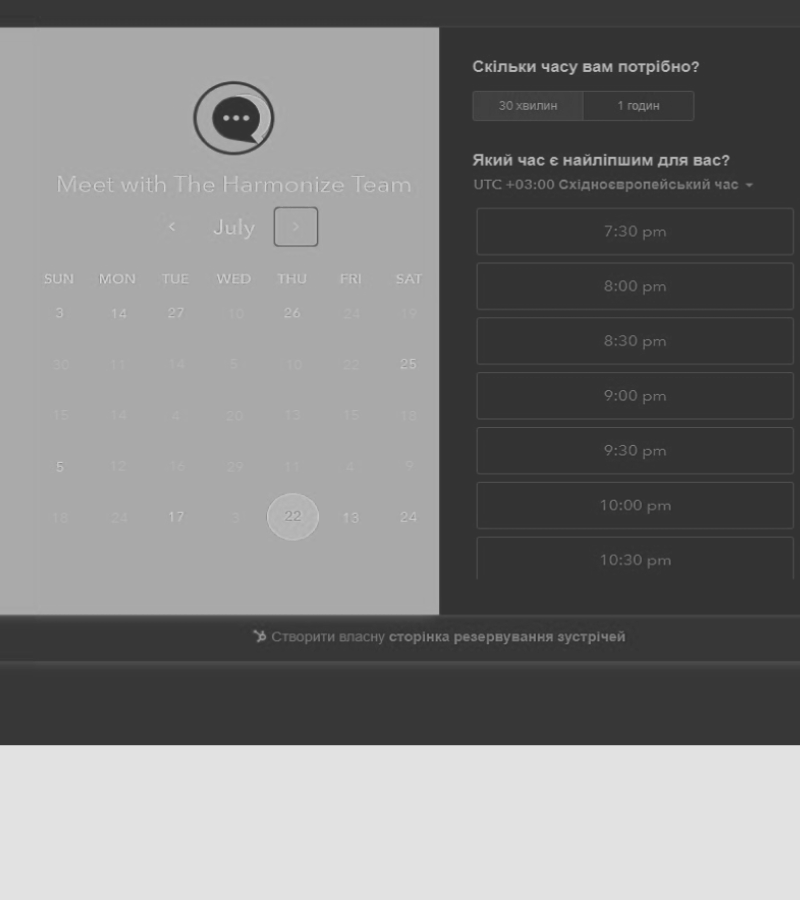 Meet with The Harmonize Team
July
SUN MON TUE WED THU FRI SAT
3 14 27 10 26 24 19
30 11 14 5 10 22 25
15 14 4 20 13 15 13
5 12 16 29 11 4 9
18 24 17 3 22 13 24
Скільки часу вам потрібно?
30 хвилин 1 годин
Який час є найліпшим для вас?
UTC +03:00 Східноєвропейський час
7:30 pm
8:00 pm
8:30 pm
9:00 pm
9:30 pm
10:00 pm
10:30 pm
Створити власну сторінка резервування зустрічей